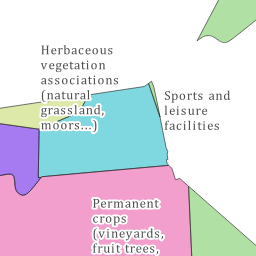 Herbaceous
vegetation
associations
(natural
grassland,
moors...)
Sports and
leisure
facilities
Permanent
crops
(vineyards,
fruit trees,